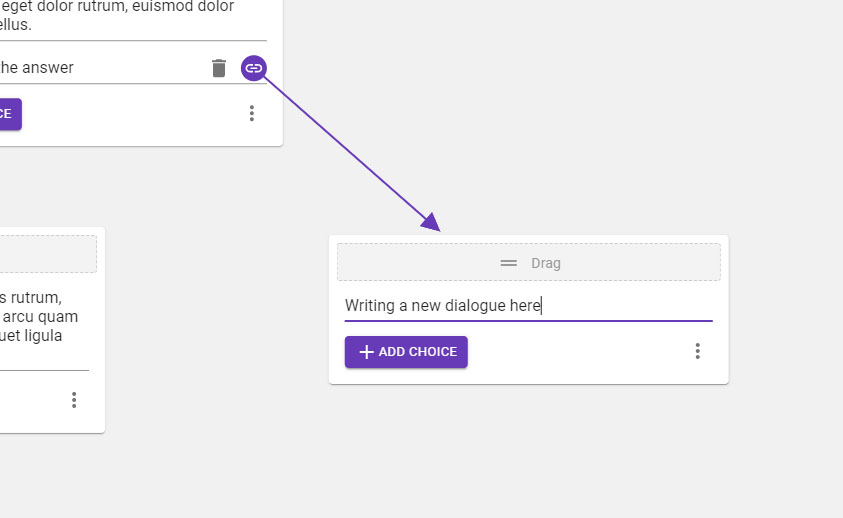 eget dolor rutrum, euismod dolor
ellus.
the answer
CE
Drag
s rutrum,
Writing a new dialogue here
arcu quam
uet ligula
ADD CHOICE